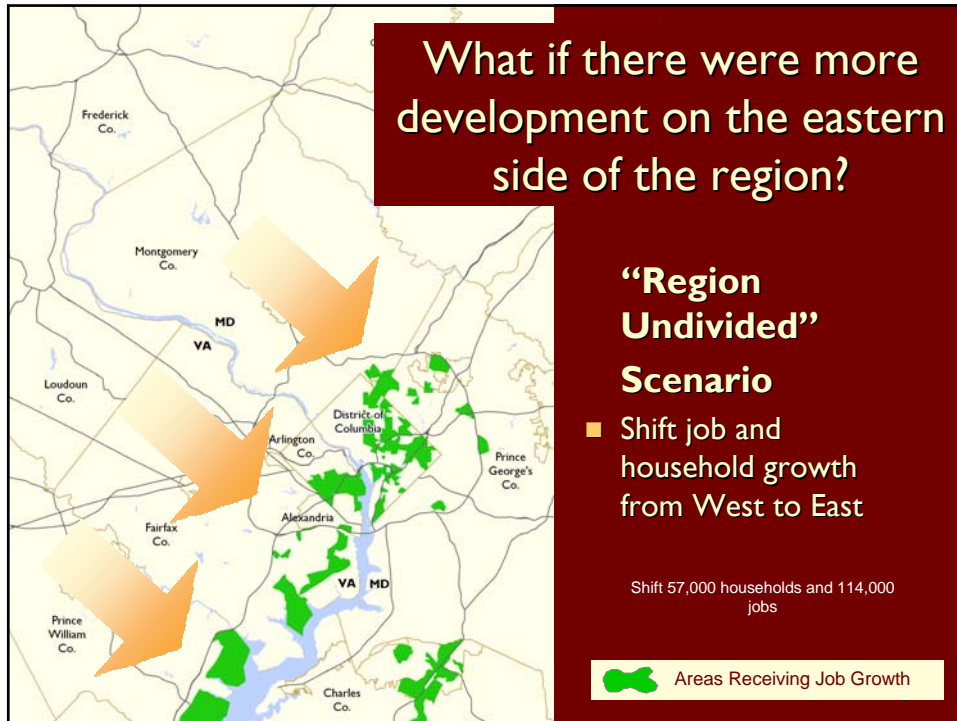 What if there were more
development on the eastern
side of the region?
“Region
Undivided”
Scenario
Shift job and
household growth
from West to East
Shift 57,000 households and 114,000
jobs
Areas Receiving Job Growth
Frederick
Co.
Montgomery
Co.
MD
VA
Loudoun
Co.
District of
Columbia
Arlington
Co.
Prince
George's
Co.
Alexandria
Fairfax
Co.
VA
MD
Prince
William
Co.
Charles
Co.